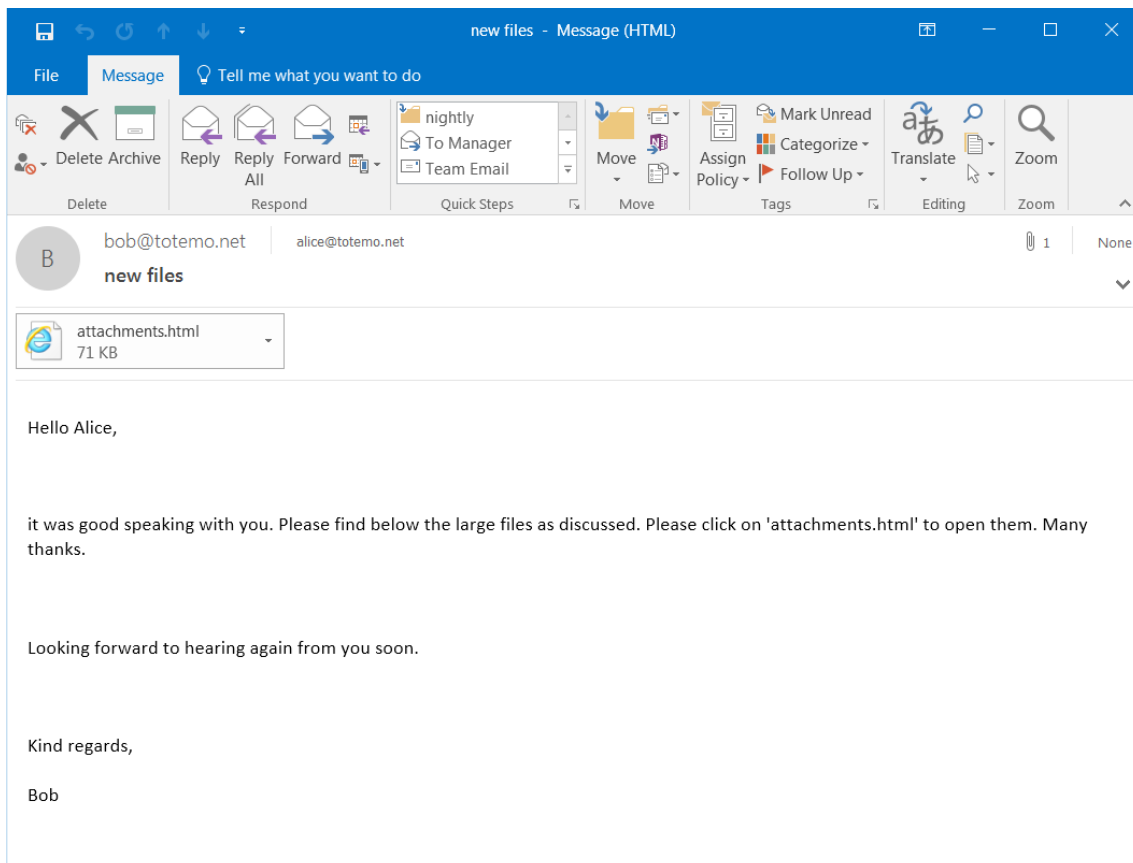 new files - Message (HTML)
File Message Tell me what you want to do
nightly
To Manager
Team Email
Delete Archive
Reply Reply All Forward
Move
Assign Policy
Mark Unread
Categorize
Follow Up
Translate
Zoom
Delete Respond Quick Steps Move Tags Editing Zoom
B
bob@totemo.net alice@totemo.net 1 None
new files
attachments.html
71 KB
Hello Alice,
it was good speaking with you. Please find below the large files as discussed. Please click on 'attachments.html' to open them. Many
thanks.
Looking forward to hearing again from you soon.
Kind regards,
Bob